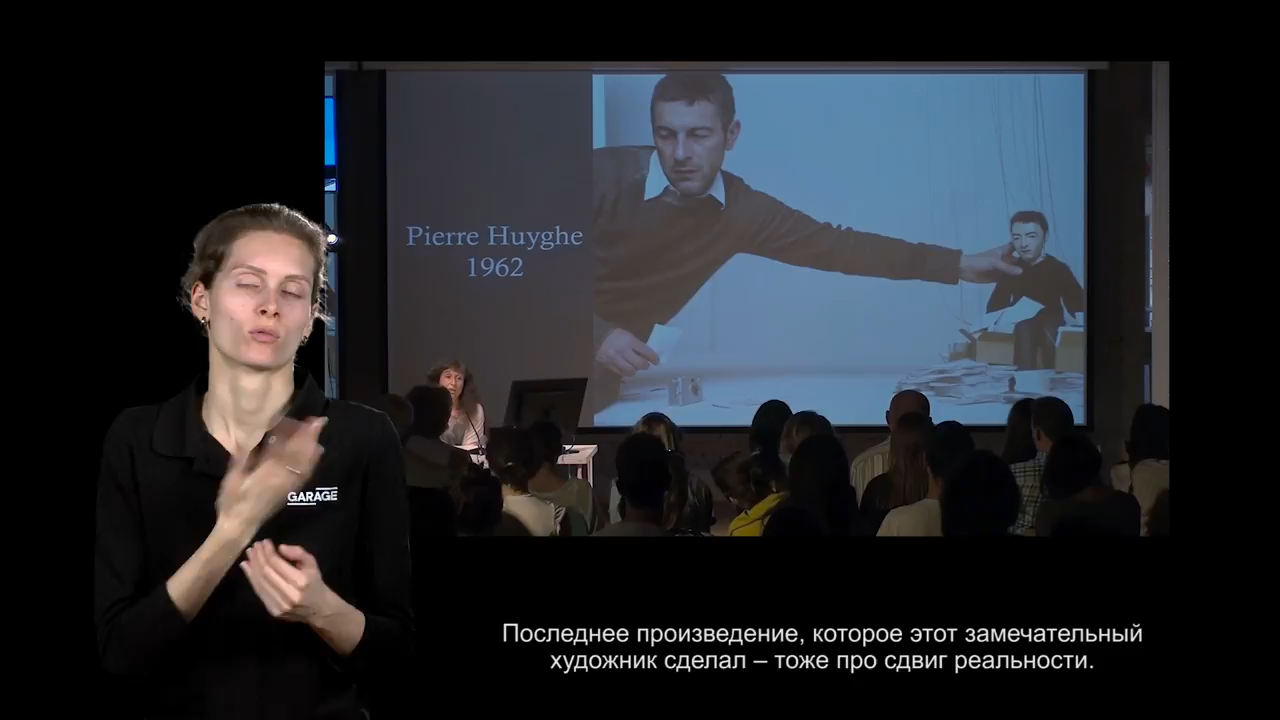 Pierre Huyghe
1962
GARAGE
Последнее произведение, которое этот замечательный
художник сделал – тоже про сдвиг реальности.